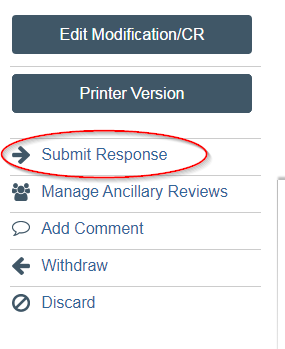 Edit Modification/CR
Printer Version
Submit Response
Manage Ancillary Reviews
Add Comment
Withdraw
Discard